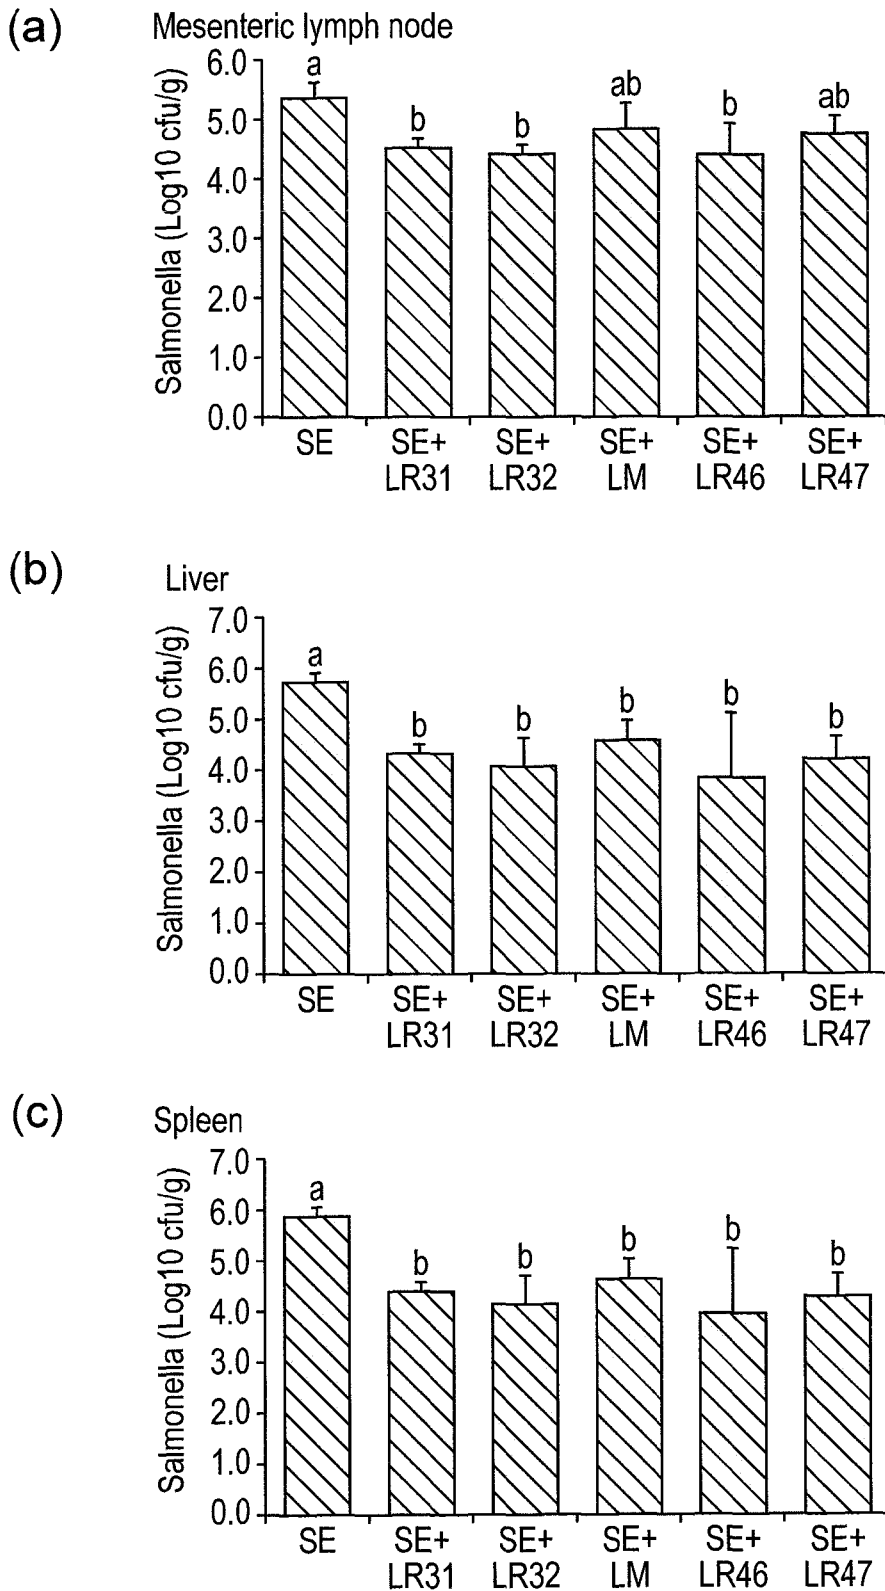 (a)
Mesenteric lymph node
Salmonella (Log10 cfu/g)
6.0
5.0
4.0
3.0
2.0
1.0
0.0
a
b
b
ab
b
ab
SE
SE+
LR31
SE+
LR32
SE+
LM
SE+
LR46
SE+
LR47
(b)
Liver
Salmonella (Log10 cfu/g)
7.0
6.0
5.0
4.0
3.0
2.0
1.0
0.0
a
b
b
b
b
b
SE
SE+
LR31
SE+
LR32
SE+
LM
SE+
LR46
SE+
LR47
(c)
Spleen
Salmonella (Log10 cfu/g)
7.0
6.0
5.0
4.0
3.0
2.0
1.0
0.0
a
b
b
b
b
b
SE
SE+
LR31
SE+
LR32
SE+
LM
SE+
LR46
SE+
LR47